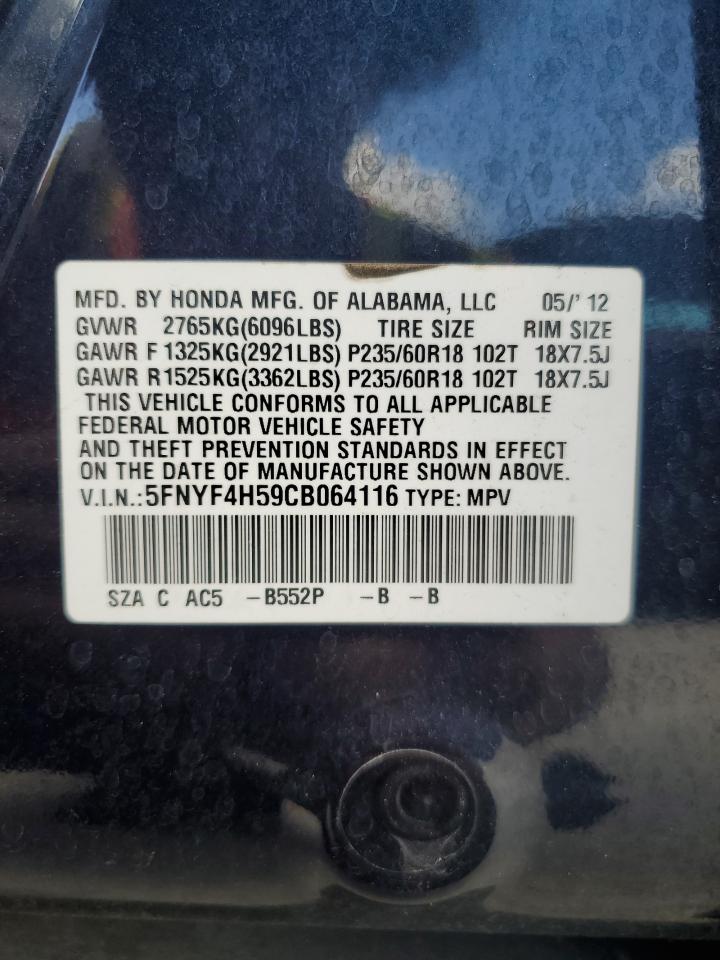 MFD. BY HONDA MFG. OF ALABAMA, LLC 05/'12
GVWR 2765KG(6096LBS) TIRE SIZE RIM SIZE
GAWR F 1325KG(2921LBS) P235/60R18 102T 18X7.5J
GAWR R 1525KG(3362LBS) P235/60R18 102T 18X7.5J
THIS VEHICLE CONFORMS TO ALL APPLICABLE
FEDERAL MOTOR VEHICLE SAFETY
AND THEFT PREVENTION STANDARDS IN EFFECT
ON THE DATE OF MANUFACTURE SHOWN ABOVE.
V.I.N.:5FNYF4H59CB064116 TYPE: MPV
SZA C AC5 -B552P -B -B